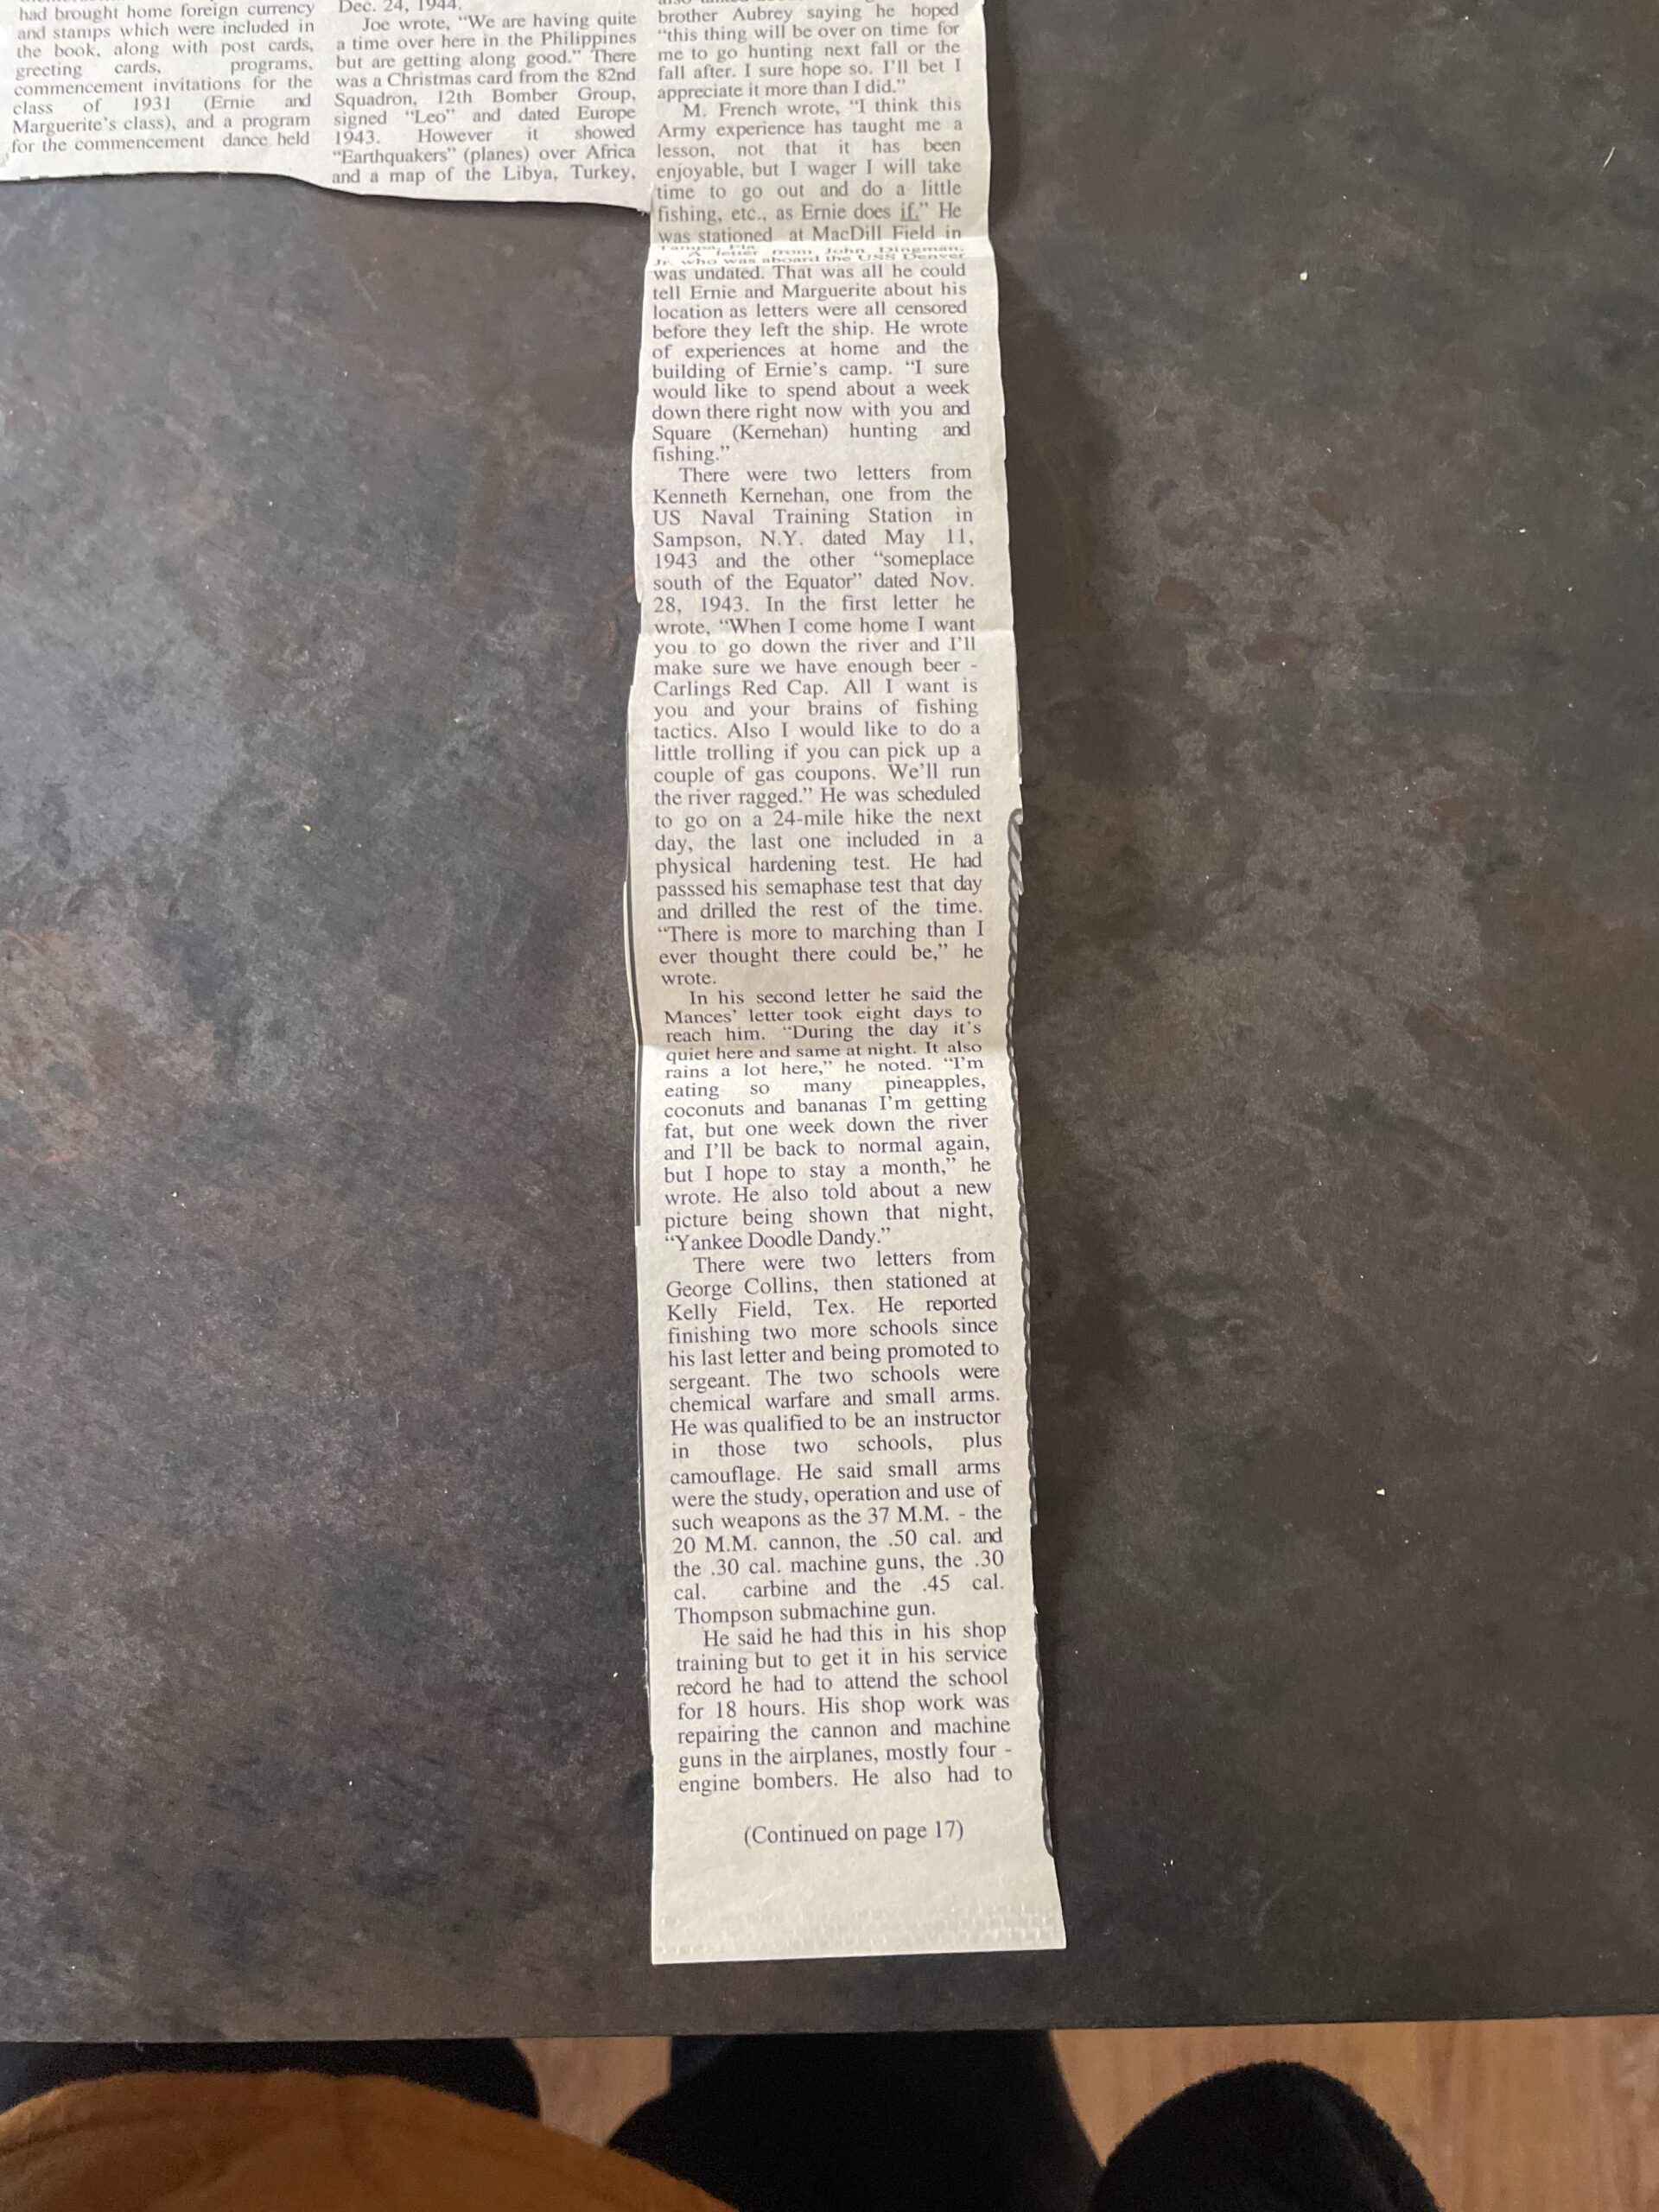 had brought home foreign currency
and stamps which were included in
the book, along with post cards,
greeting cards, programs,
commencement invitations for the
class of 1931 (Ernie and
Marguerite's class), and a program
for the commencement dance held
Dec. 24, 1944.
Joe wrote, “We are having quite
a time over here in the Philippines
but are getting along good.” There
was a Christmas card from the 82nd
Squadron, 12th Bomber Group,
signed “Leo” and dated Europe
1943. However it showed
“Earthquakers” (planes) over Africa
and a map of the Libya, Turkey,
brother Aubrey saying he hoped
“this thing will be over on time for
me to go hunting next fall or the
fall after. I sure hope so. I'll bet I
appreciate it more than I did.”
M. French wrote, “I think this
Army experience has taught me a
lesson, not that it has been
enjoyable, but I wager I will take
time to go out and do a little
fishing, etc., as Ernie does if.” He
was stationed at MacDill Field in
Tampa, Fla.
A letter from John Dingman,
Jr. who was aboard the USS Denver
was undated. That was all he could
tell Ernie and Marguerite about his
location as letters were all censored
before they left the ship. He wrote
of experiences at home and the
building of Ernie's camp. “I sure
would like to spend about a week
down there right now with you and
Square (Kernehan) hunting and
fishing.”
There were two letters from
Kenneth Kernehan, one from the
US Naval Training Station in
Sampson, N.Y. dated May 11,
1943 and the other “someplace
south of the Equator” dated Nov.
28, 1943. In the first letter he
wrote, “When I come home I want
you to go down the river and I'll
make sure we have enough beer -
Carlings Red Cap. All I want is
you and your brains of fishing
tactics. Also I would like to do a
little trolling if you can pick up a
couple of gas coupons. We'll run
the river ragged.” He was scheduled
to go on a 24-mile hike the next
day, the last one included in a
physical hardening test. He had
passsed his semaphase test that day
and drilled the rest of the time.
“There is more to marching than I
ever thought there could be,” he
wrote.
In his second letter he said the
Mances' letter took eight days to
reach him. “During the day it's
quiet here and same at night. It also
rains a lot here,” he noted. “I'm
eating so many pineapples,
coconuts and bananas I'm getting
fat, but one week down the river
and I'll be back to normal again,
but I hope to stay a month,” he
wrote. He also told about a new
picture being shown that night,
“Yankee Doodle Dandy.”
There were two letters from
George Collins, then stationed at
Kelly Field, Tex. He reported
finishing two more schools since
his last letter and being promoted to
sergeant. The two schools were
chemical warfare and small arms.
He was qualified to be an instructor
in those two schools, plus
camouflage. He said small arms
were the study, operation and use of
such weapons as the 37 M.M. - the
20 M.M. cannon, the .50 cal. and
the .30 cal. machine guns, the .30
cal. carbine and the .45 cal.
Thompson submachine gun.
He said he had this in his shop
training but to get it in his service
record he had to attend the school
for 18 hours. His shop work was
repairing the cannon and machine
guns in the airplanes, mostly four -
engine bombers. He also had to
(Continued on page 17)